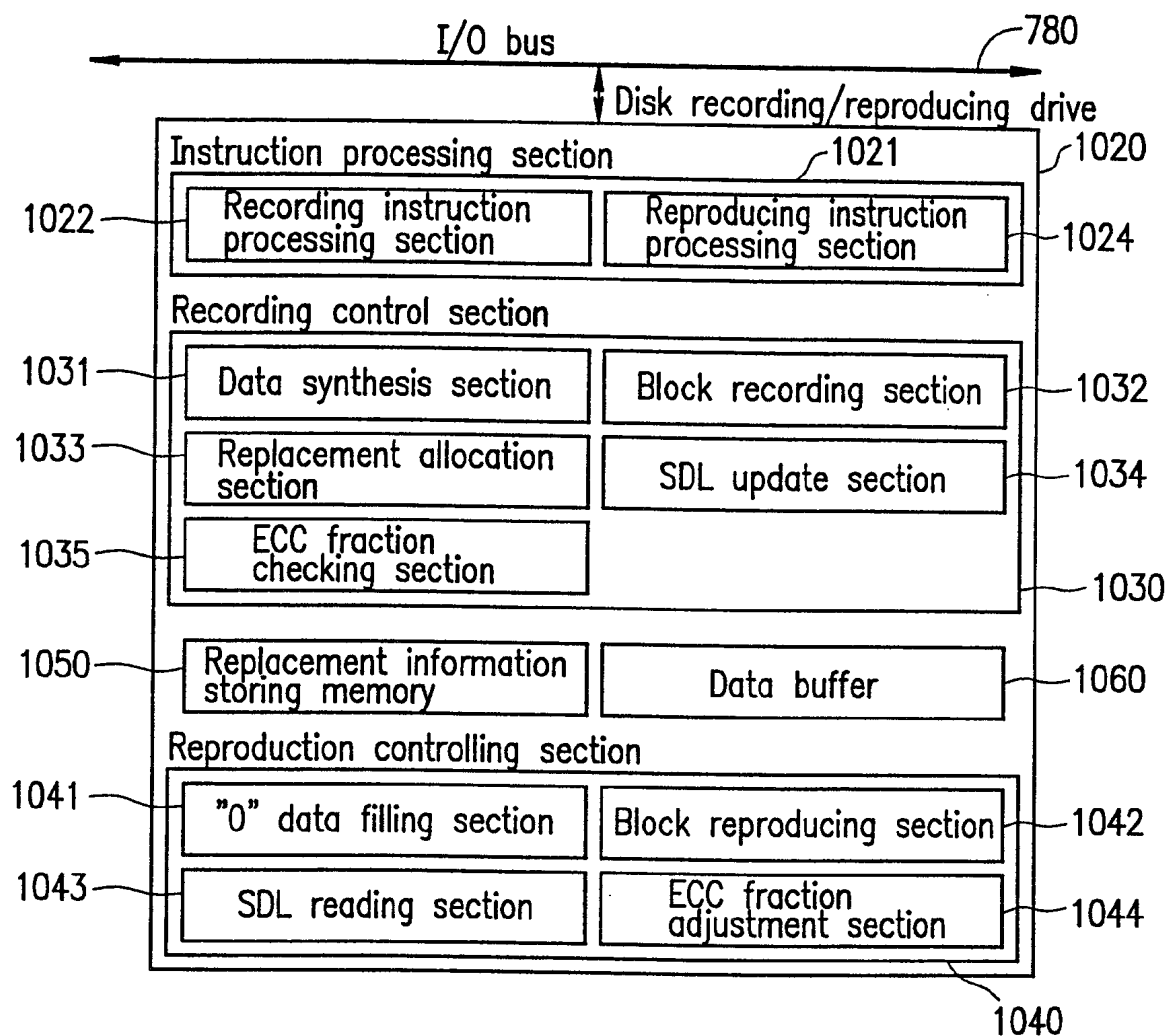 I/O bus
780
Disk recording/reproducing drive
Instruction processing section
1021
1020
1022
Recording instruction
processing section
Reproducing instruction
processing section
1024
Recording control section
1031
Data synthesis section
Block recording section
1032
1033
Replacement allocation
section
SDL update section
1034
1035
ECC fraction
checking section
1030
1050
Replacement information
storing memory
Data buffer
1060
Reproduction controlling section
1041
"0" data filling section
Block reproducing section
1042
1043
SDL reading section
ECC fraction
adjustment section
1044
1040